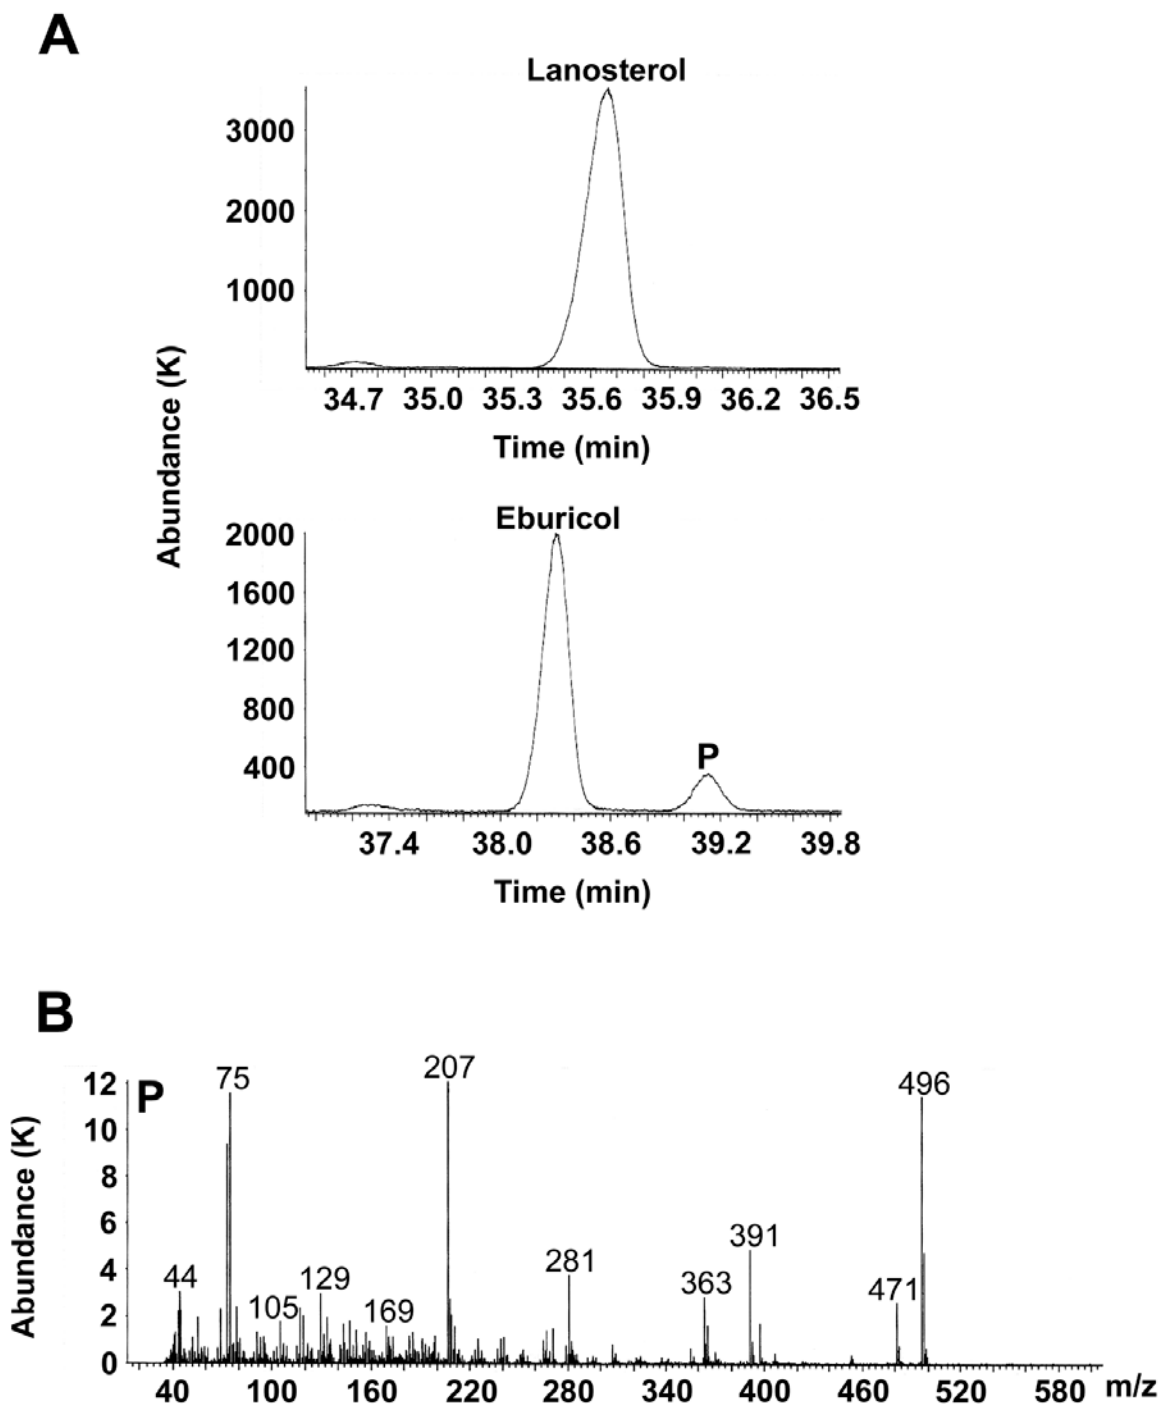 A
Lanosterol
3000
2000
1000
34.7 35.0 35.3 35.6 35.9 36.2 36.5
Time (min)
Abundance (K)
Eburicol
2000
1600
1200
800
400
P
37.4 38.0 38.6 39.2 39.8
Time (min)
B
P
12
10
8
6
4
2
0
Abundance (K)
75
207
496
44
105
129
169
281
363
391
471
40 100 160 220 280 340 400 460 520 580 m/z